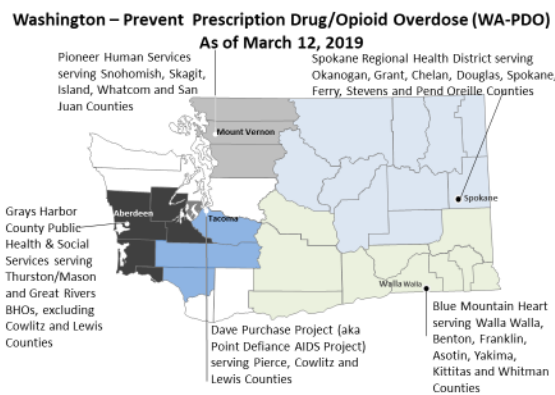 Washington – Prevent Prescription Drug/Opioid Overdose (WA-PDO)
As of March 12, 2019
Pioneer Human Services
serving Snohomish, Skagit,
Island, Whatcom and San
Juan Counties
Spokane Regional Health District serving
Okanogan, Grant, Chelan, Douglas, Spokane,
Ferry, Stevens and Pend Oreille Counties
Mount Vernon
Spokane
Aberdeen
Tacoma
Grays Harbor
County Public
Health & Social
Services serving
Thurston/Mason
and Great Rivers
BHOs, excluding
Cowlitz and Lewis
Counties
Walla Walla
Dave Purchase Project (aka
Point Defiance AIDS Project)
serving Pierce, Cowlitz and
Lewis Counties
Blue Mountain Heart
serving Walla Walla,
Benton, Franklin,
Asotin, Yakima,
Kittitas and Whitman
Counties